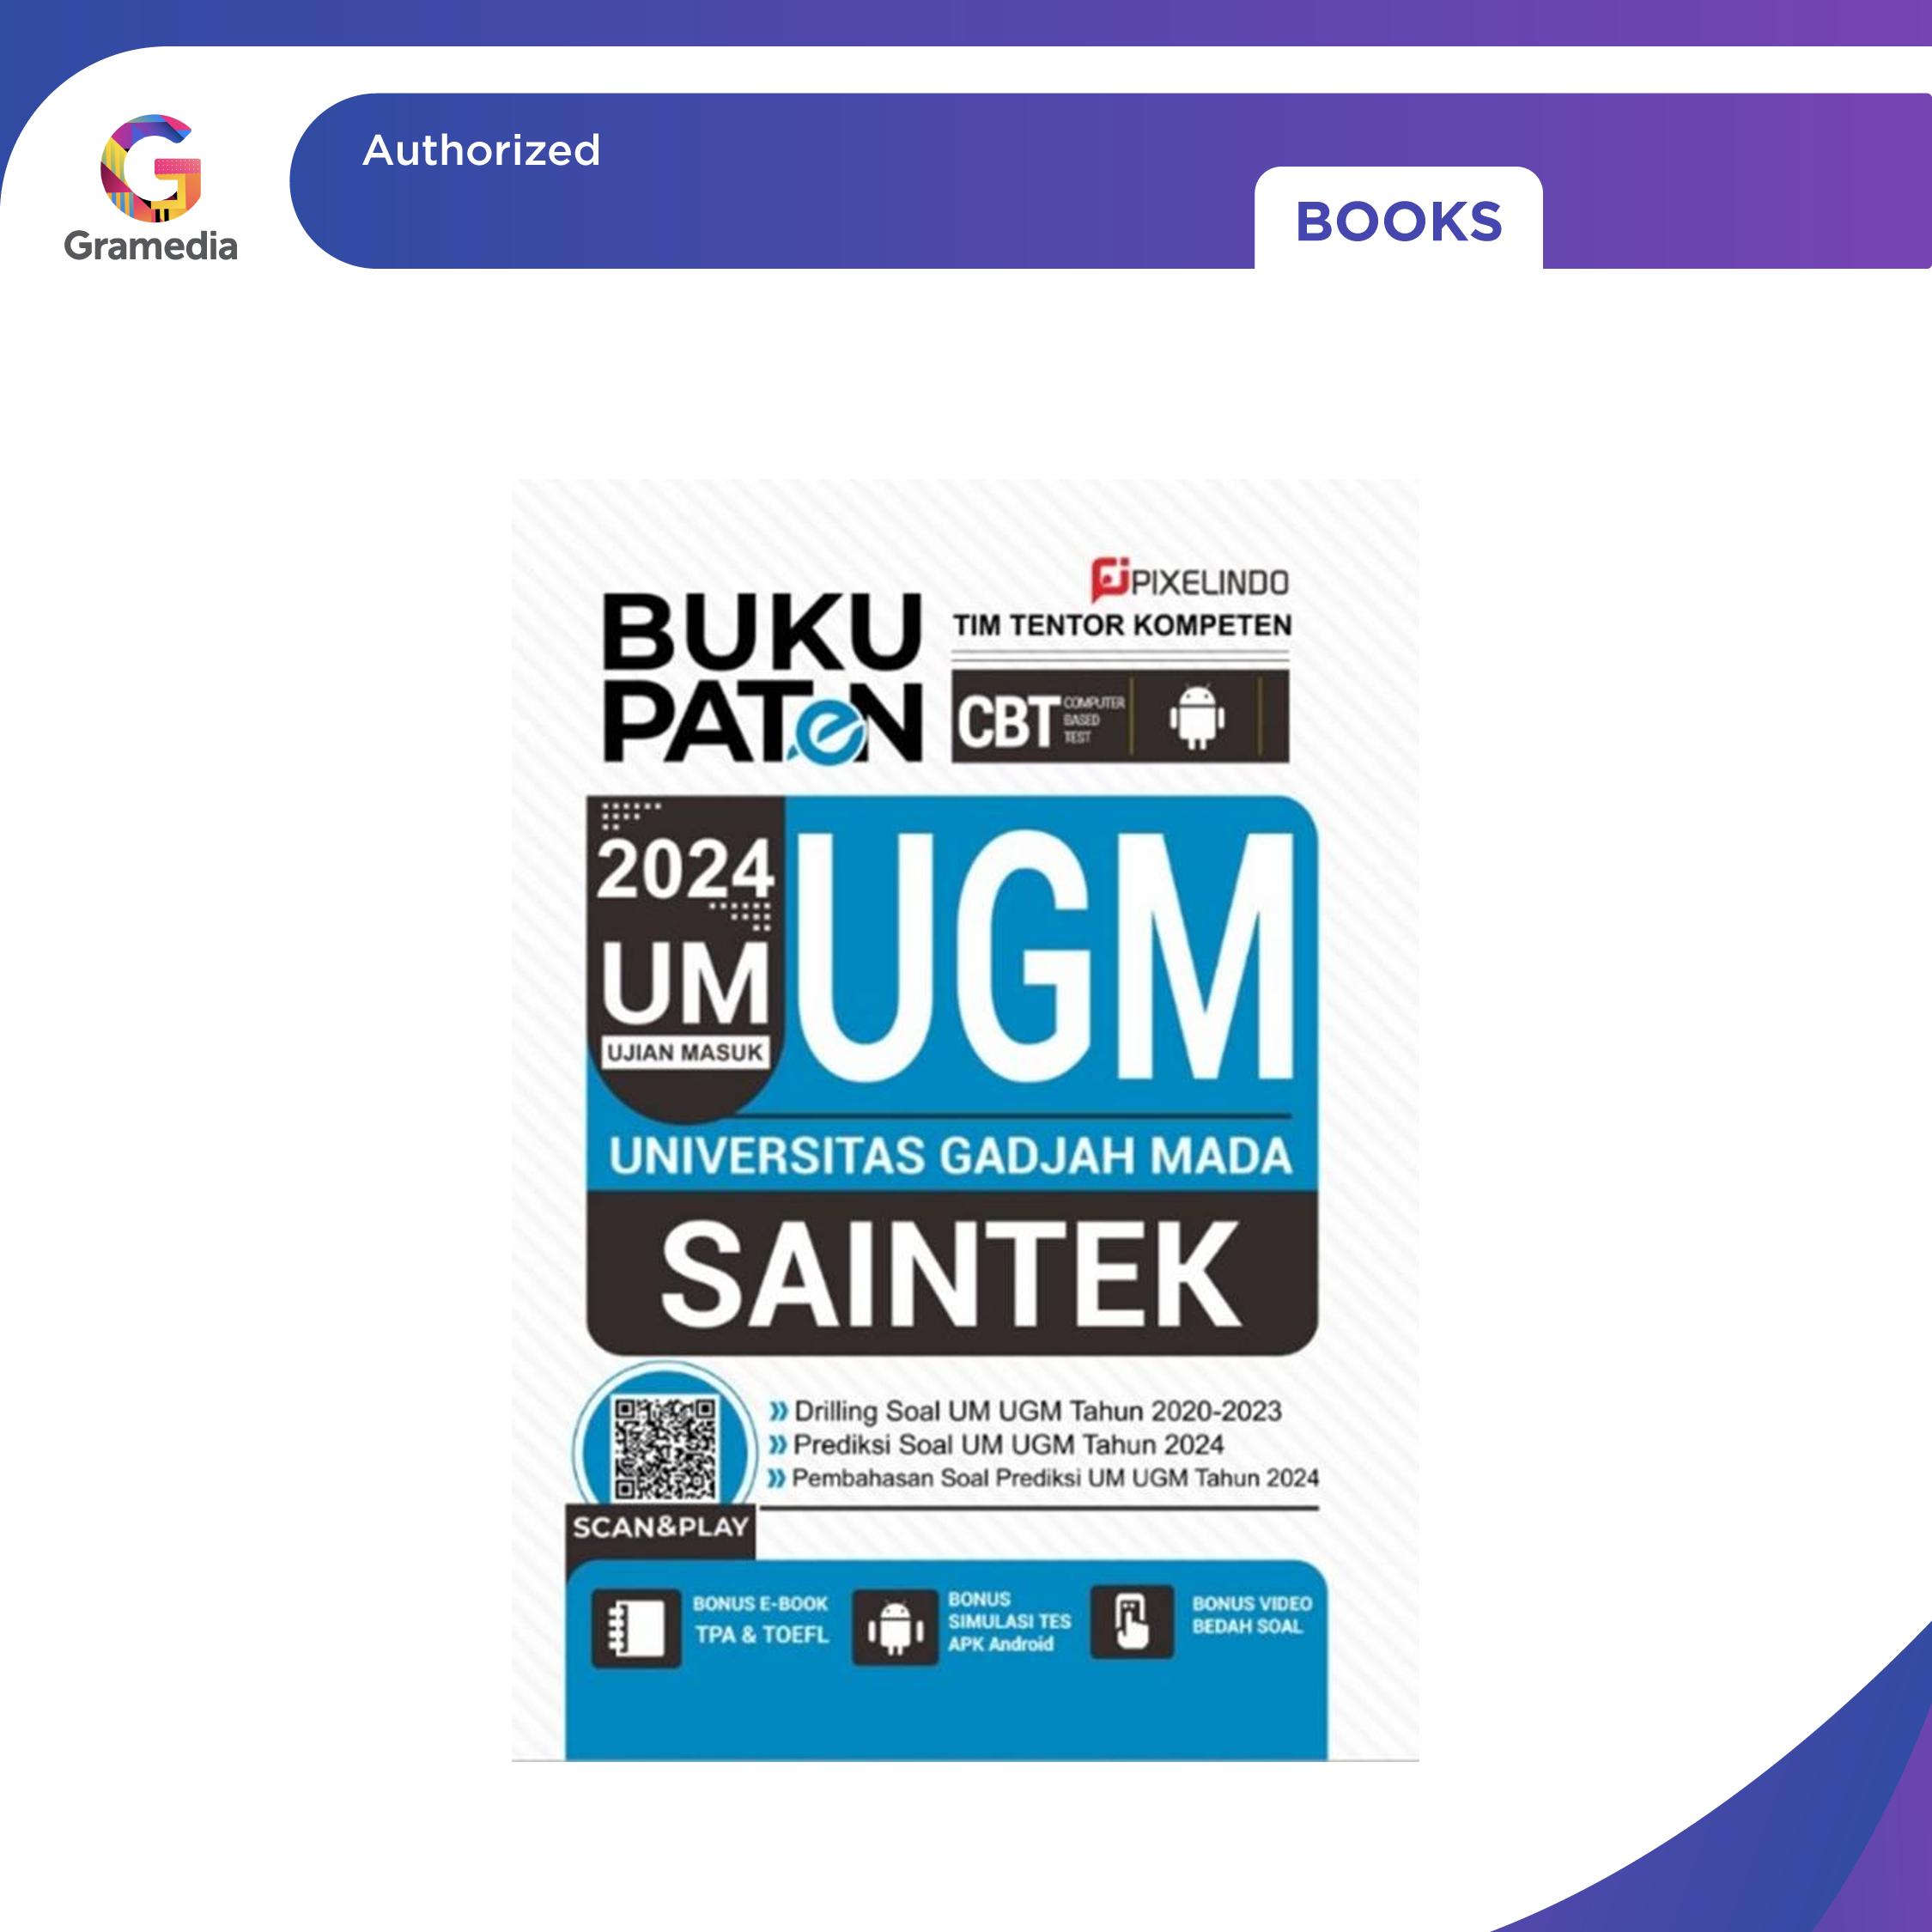 Gramedia
Authorized
BOOKS
PIXELINDO
TIM TENTOR KOMPETEN
BUKU
PATeN
CBT
COMPUTER
BASED
TEST
2024
UM
UJIAN MASUK
UGM
UNIVERSITAS GADJAH MADA
SAINTEK
Drilling Soal UM UGM Tahun 2020-2023
Prediksi Soal UM UGM Tahun 2024
Pembahasan Soal Prediksi UM UGM Tahun 2024
SCAN&PLAY
BONUS E-BOOK
TPA & TOEFL
BONUS
SIMULASI TES
APK Android
BONUS VIDEO
BEDAH SOAL